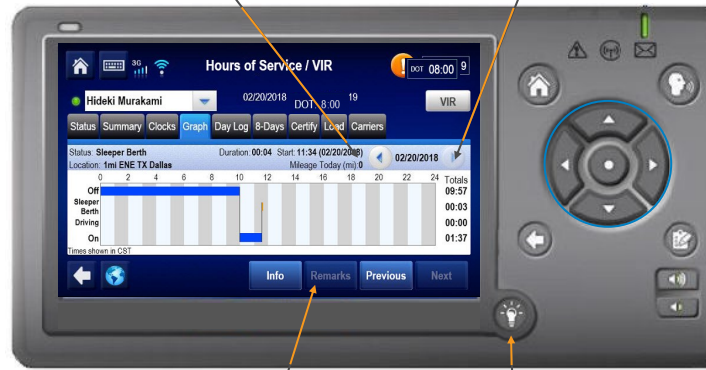 3G
Hours of Service / VIR
! DOT 08:00 9
Hideki Murakami
02/20/2018 DOT 8:00 19
VIR
Status Summary Clocks Graph Day Log 8-Days Certify Load Carriers
Status: Sleeper Berth Duration: 00:04 Start: 11:34 (02/20/2008)
Location: 1mi ENE TX Dallas Mileage Today (mi):0
02/20/2018
0 2 4 6 8 10 12 14 16 18 20 22 24 Totals
Off 09:57
Sleeper
Berth 00:03
Driving 00:00
On 01:37
Times shown in CST
Info Remarks Previous Next